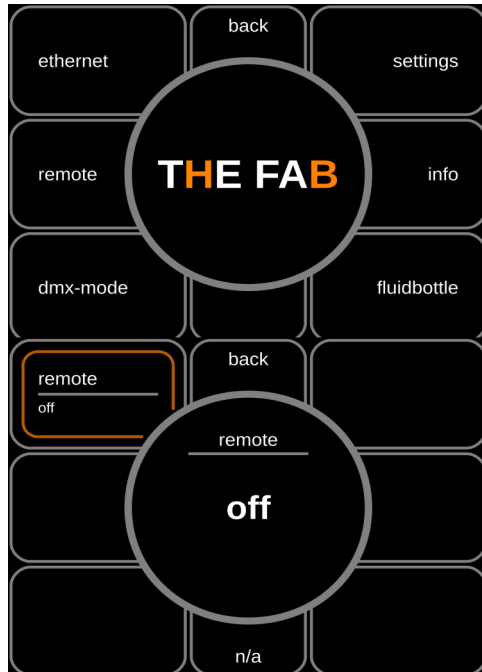 back
ethernet
settings
remote
THE FAB
info
dmx-mode
fluidbottle
remote
off
back
remote
off
n/a